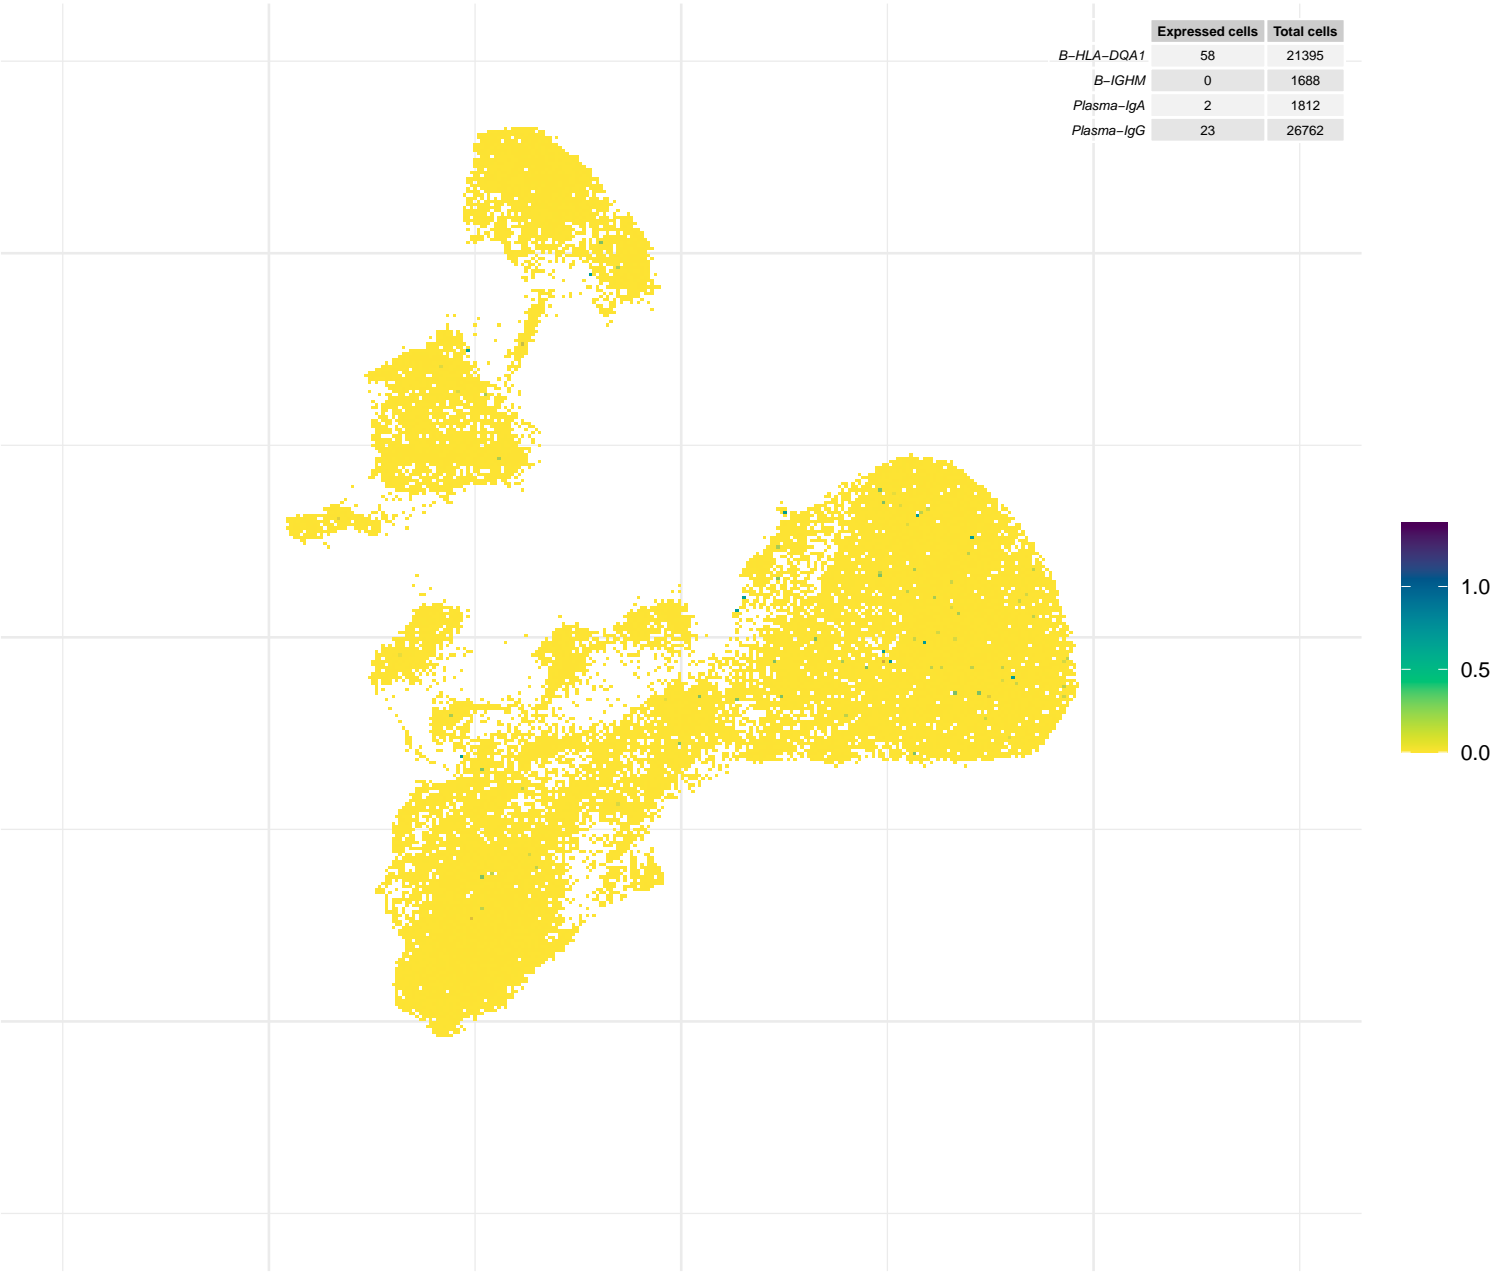 Expressed cells Total cells
B−HLA−DQA1 58 21395
B−IGHM 0 1688
Plasma−IgA 2 1812
Plasma−IgG 23 26762
1.0
0.5
0.0